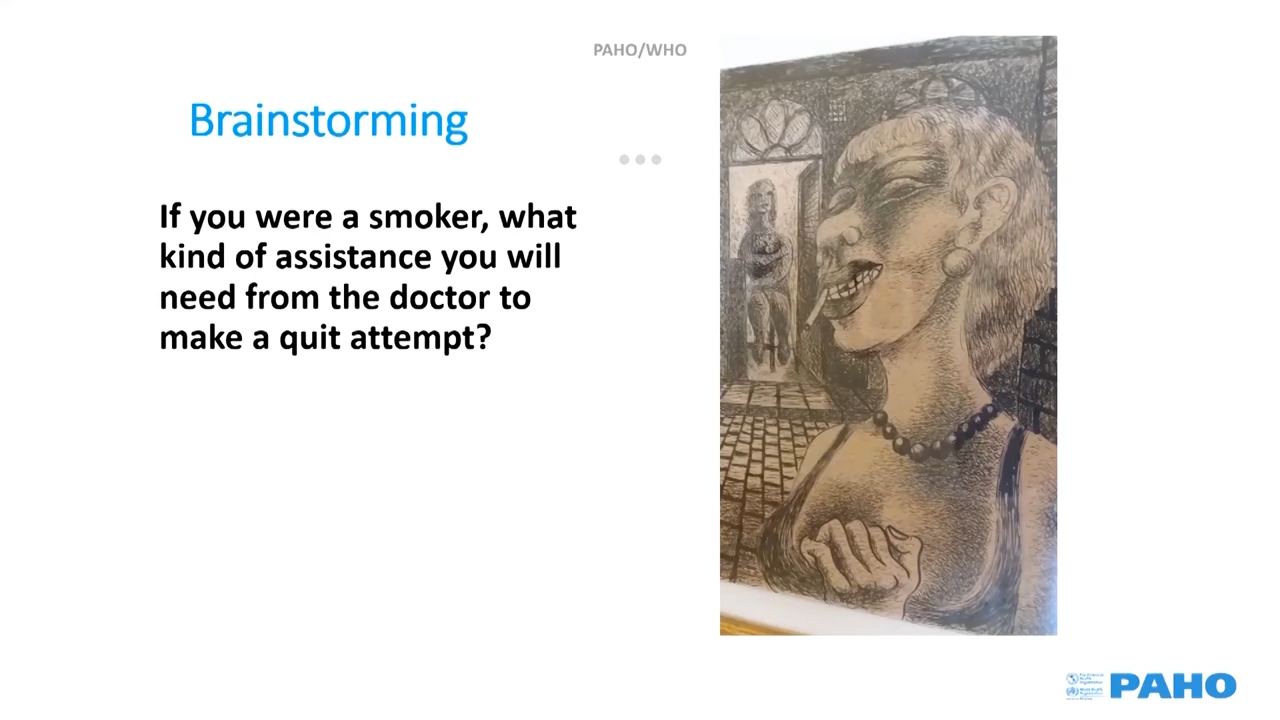 PAHO/WHO
Brainstorming
If you were a smoker, what
kind of assistance you will
need from the doctor to
make a quit attempt?
PAHO